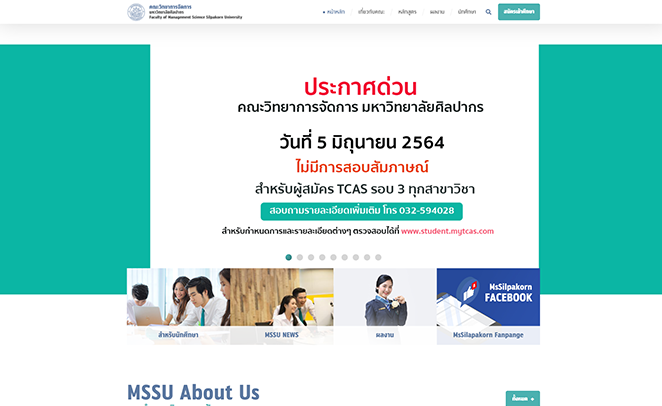 คณะวิทยาการจัดการ
มหาวิทยาลัยศิลปากร
Faculty of Management Science Silpakorn University
หน้าหลัก
เกี่ยวกับคณะ
หลักสูตร
ผลงาน
นักศึกษา
สมัครเข้าศึกษา
ประกาศด่วน
คณะวิทยาการจัดการ มหาวิทยาลัยศิลปากร
วันที่ 5 มิถุนายน 2564
ไม่มีการสอบสัมภาษณ์
สำหรับผู้สมัคร TCAS รอบ 3 ทุกสาขาวิชา
สอบถามรายละเอียดเพิ่มเติม โทร 032-594028
สำหรับกำหนดการและรายละเอียดต่างๆ ตรวจสอบได้ที่ www.student.mytcas.com
MsSilpakorn
FACEBOOK
สำหรับนักศึกษา
MSSU NEWS
ผลงาน
MsSilapakorn Fanpange
MSSU About Us
ทั้งหมด